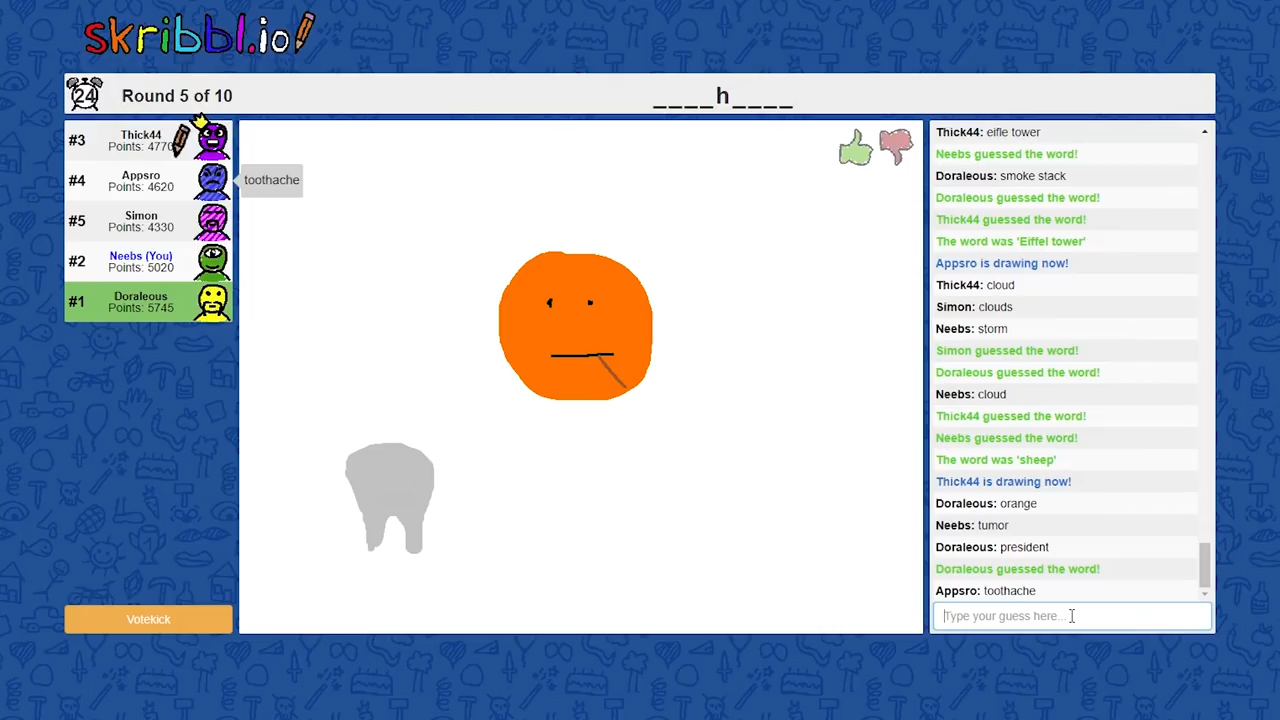 skribbl.io
24
Round 5 of 10
____h____
#3
Thick44
Points: 4770
#4
Appsro
Points: 4620
toothache
#5
Simon
Points: 4330
#2
Neebs (You)
Points: 5020
#1
Doraleous
Points: 5745
Votekick
Thick44: eifle tower
Neebs guessed the word!
Doraleous: smoke stack
Doraleous guessed the word!
Thick44 guessed the word!
The word was 'Eiffel tower'
Appsro is drawing now!
Thick44: cloud
Simon: clouds
Neebs: storm
Simon guessed the word!
Doraleous guessed the word!
Neebs: cloud
Thick44 guessed the word!
Neebs guessed the word!
The word was 'sheep'
Thick44 is drawing now!
Doraleous: orange
Neebs: tumor
Doraleous: president
Doraleous guessed the word!
Appsro: toothache
Type your guess here...